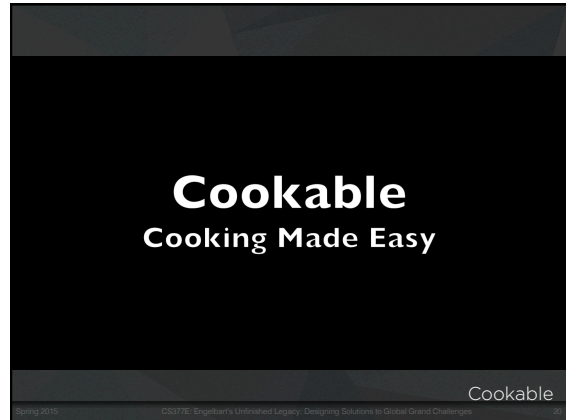 Cookable
Cooking Made Easy
Cookable
Spring 2015 CS377E: Engelbart's Unfinished Legacy: Designing Solutions to Global Grand Challenges 20